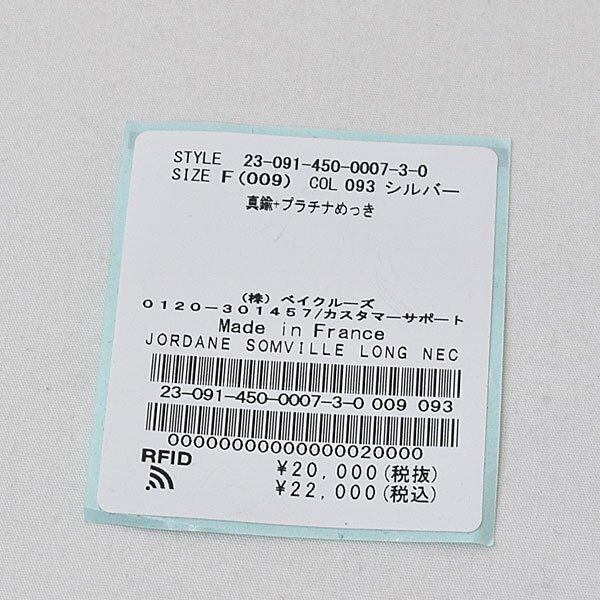 STYLE 23-091-450-0007-3-0
SIZE F(009) COL 093 シルバー
真鍮+プラチナめっき
(株) ベイクルーズ
0120-301457/カスタマーサポート
Made in France
JORDANE SOMVILLE LONG NEC
23-091-450-0007-3-0 009 093
00000000000000020000
RFID
¥20,000(税抜)
¥22,000(税込)